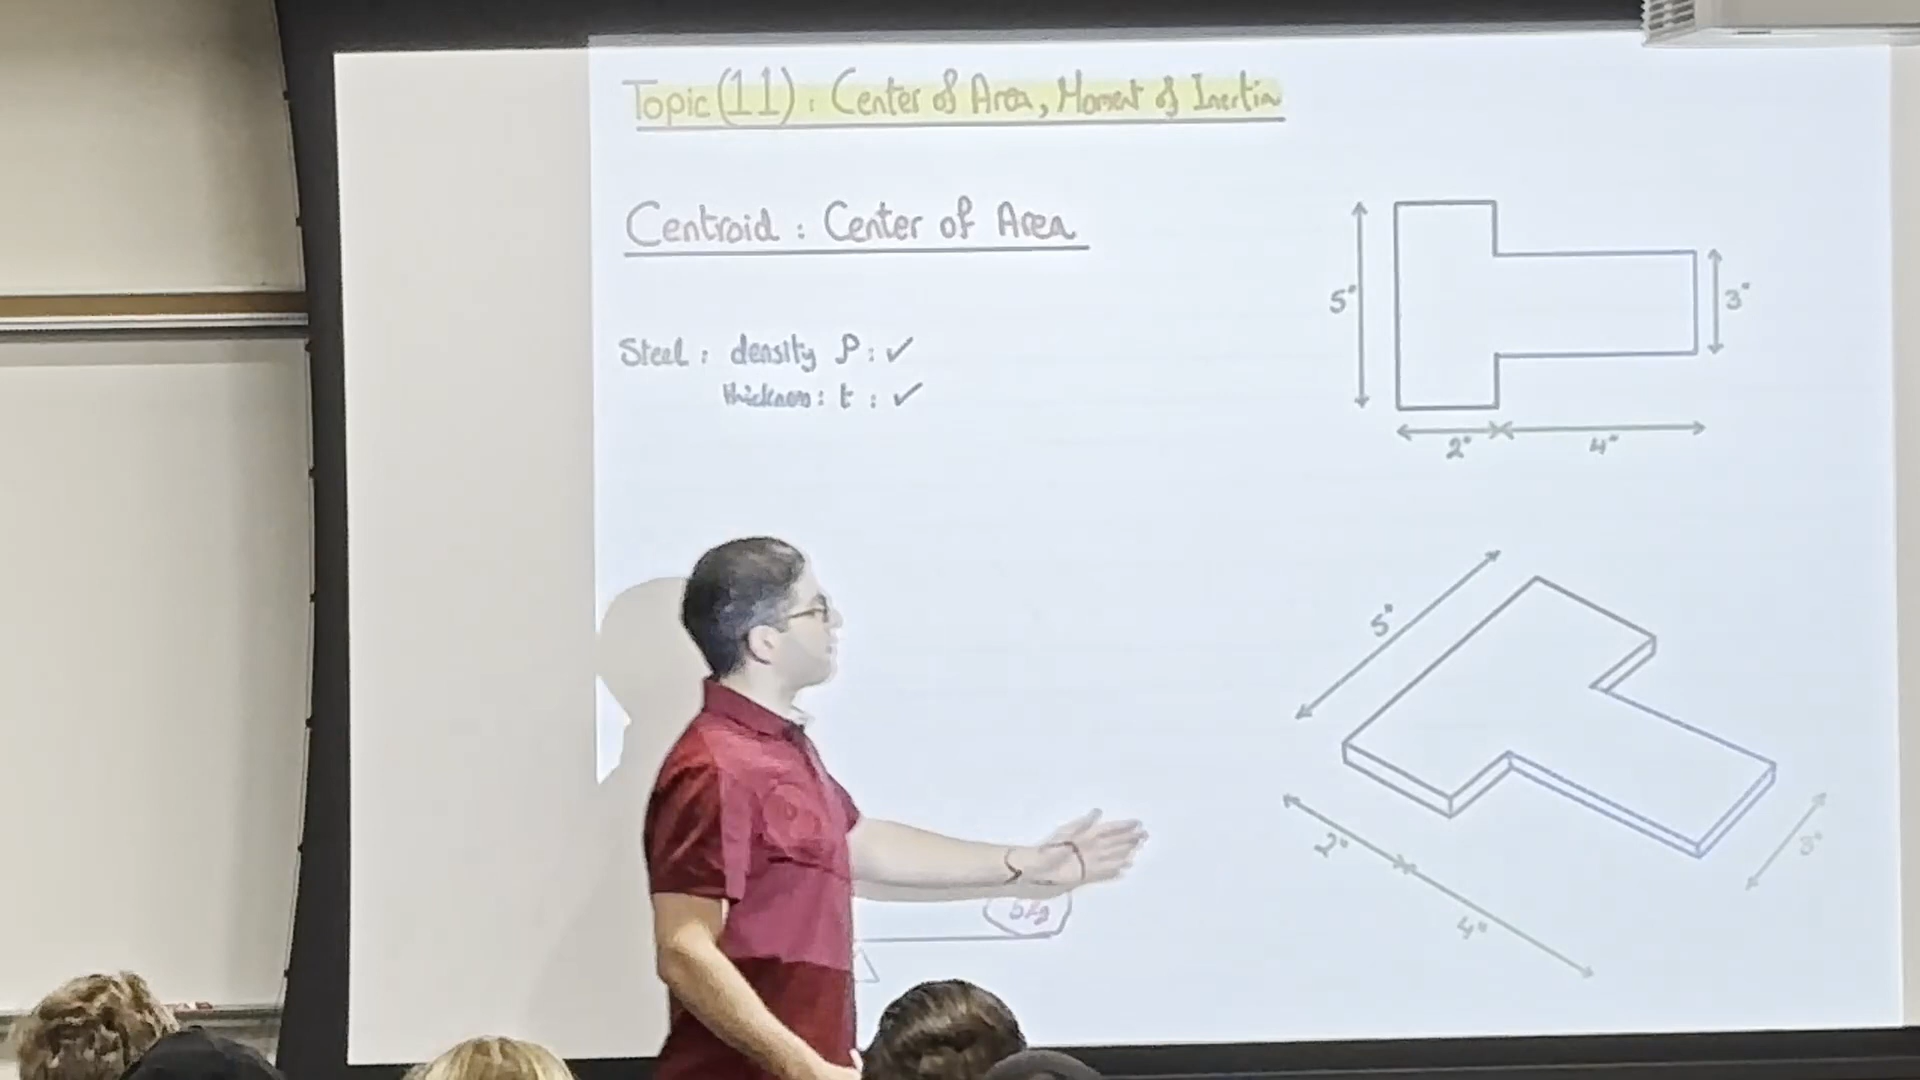 Topic (11) : Center of Area, Moment of Inertia
Centroid : Center of Area
Steel : density ρ : ✓
thickness : t : ✓
5"
3"
2"
4"
5"
2"
4"
3"
5kg